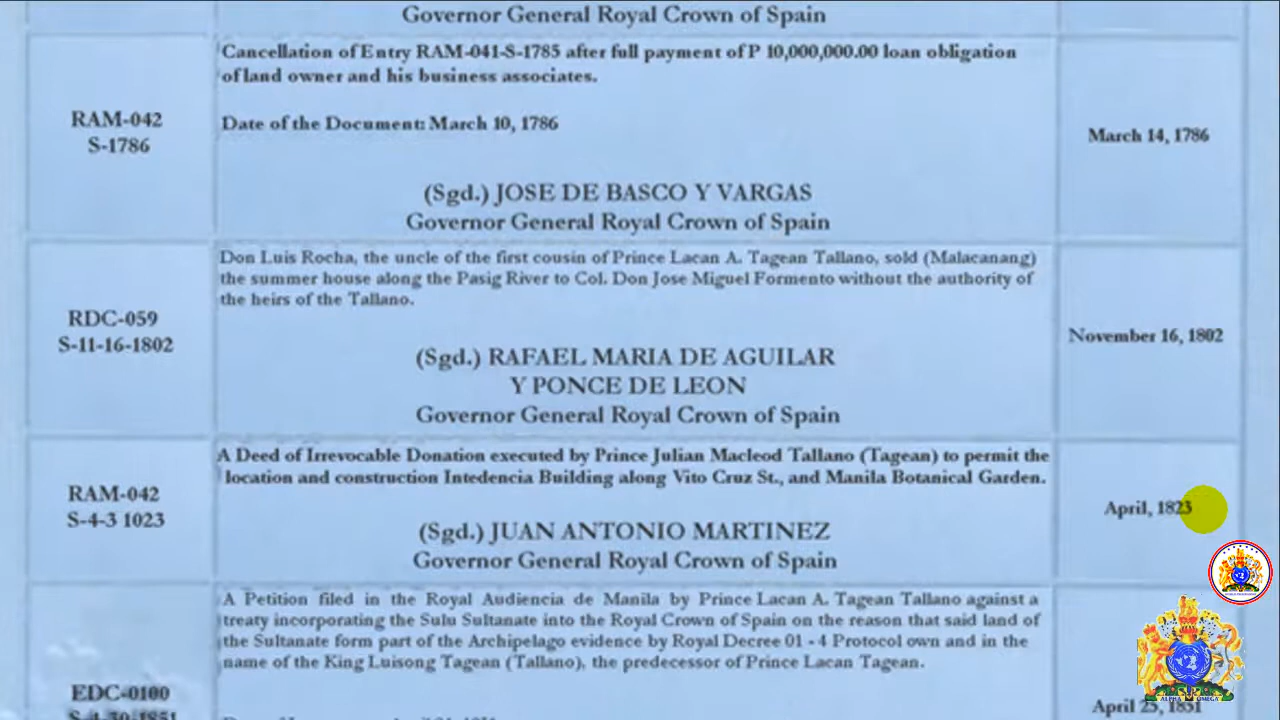 Governor General Royal Crown of Spain
RAM-042
S-1786
Cancellation of Entry RAM-041-S-1785 after full payment of P 10,000,000.00 loan obligation
of land owner and his business associates.
Date of the Document: March 10, 1786
(Sgd.) JOSE DE BASCO Y VARGAS
Governor General Royal Crown of Spain
March 14, 1786
RDC-059
S-11-16-1802
Don Luis Rocha, the uncle of the first cousin of Prince Lacan A. Tagean Tallano, sold (Malacanang)
the summer house along the Pasig River to Col. Don Jose Miguel Formento without the authority of
the heirs of the Tallano.
(Sgd.) RAFAEL MARIA DE AGUILAR
Y PONCE DE LEON
Governor General Royal Crown of Spain
November 16, 1802
RAM-042
S-4-3 1023
A Deed of Irrevocable Donation executed by Prince Julian Macleod Tallano (Tagean) to permit the
location and construction Intedencia Building along Vito Cruz St., and Manila Botanical Garden.
(Sgd.) JUAN ANTONIO MARTINEZ
Governor General Royal Crown of Spain
April, 1823
EDC-0100
S-4-30-1851
A Petition filed in the Royal Audiencia de Manila by Prince Lacan A. Tagean Tallano against a
treaty incorporating the Sulu Sultanate into the Royal Crown of Spain on the reason that said land of
the Sultanate form part of the Archipelago evidence by Royal Decree 01 - 4 Protocol own and in the
name of the King Luisong Tagean (Tallano), the predecessor of Prince Lacan Tagean.
April 25, 1851
ALPHA OMEGA